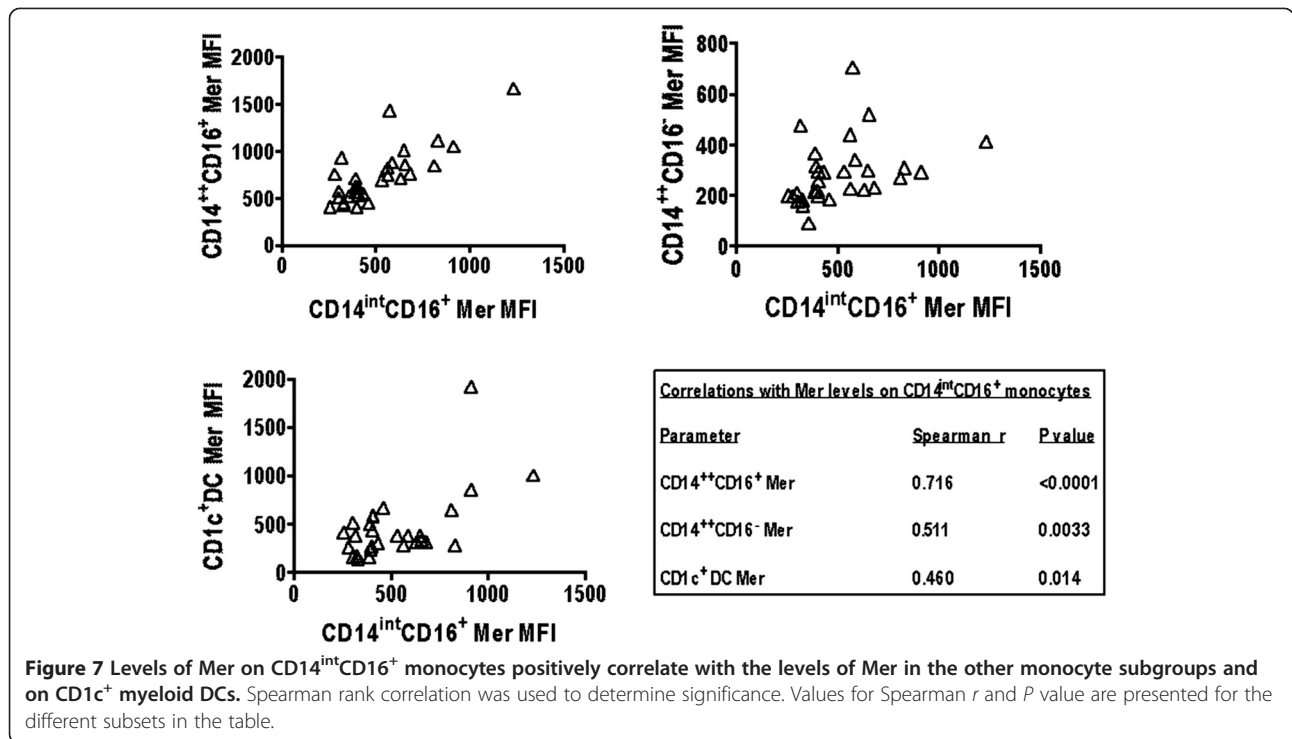 2000
1500
1000
500
0
0
500
1000
1500
CD14⁺⁺CD16⁺ Mer MFI
CD14ⁱⁿᵗCD16⁺ Mer MFI
800
600
400
200
0
0
500
1000
1500
CD14⁺⁺CD16⁻ Mer MFI
CD14ⁱⁿᵗCD16⁺ Mer MFI
2000
1500
1000
500
0
0
500
1000
1500
CD1c⁺DC Mer MFI
CD14ⁱⁿᵗCD16⁺ Mer MFI
Correlations with Mer levels on CD14ⁱⁿᵗCD16⁺ monocytes
Parameter Spearman r P value
CD14⁺⁺CD16⁺ Mer 0.716 <0.0001
CD14⁺⁺CD16⁻ Mer 0.511 0.0033
CD1c⁺ DC Mer 0.460 0.014
Figure 7 Levels of Mer on CD14ⁱⁿᵗCD16⁺ monocytes positively correlate with the levels of Mer in the other monocyte subgroups and
on CD1c⁺ myeloid DCs. Spearman rank correlation was used to determine significance. Values for Spearman r and P value are presented for the
different subsets in the table.